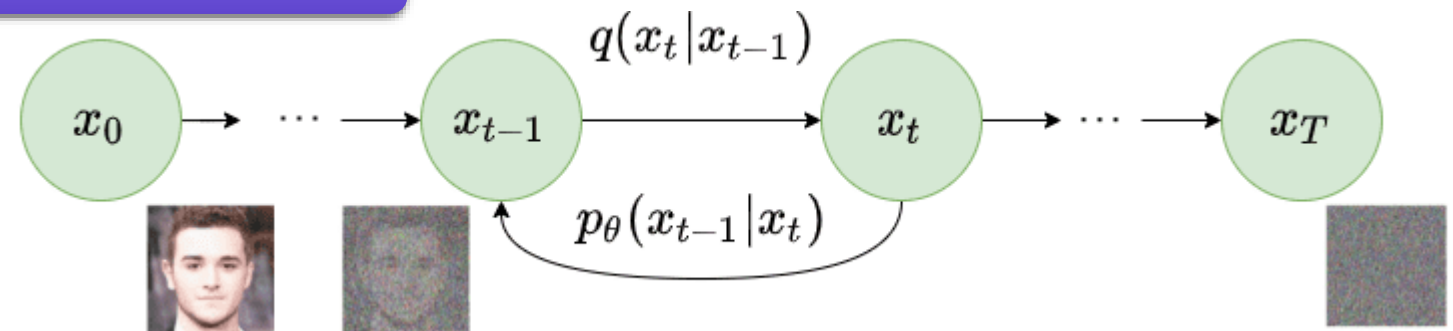 q(x_t|x_{t-1})
x_0 ··· x_{t-1} x_t ··· x_T
p_θ(x_{t-1}|x_t)